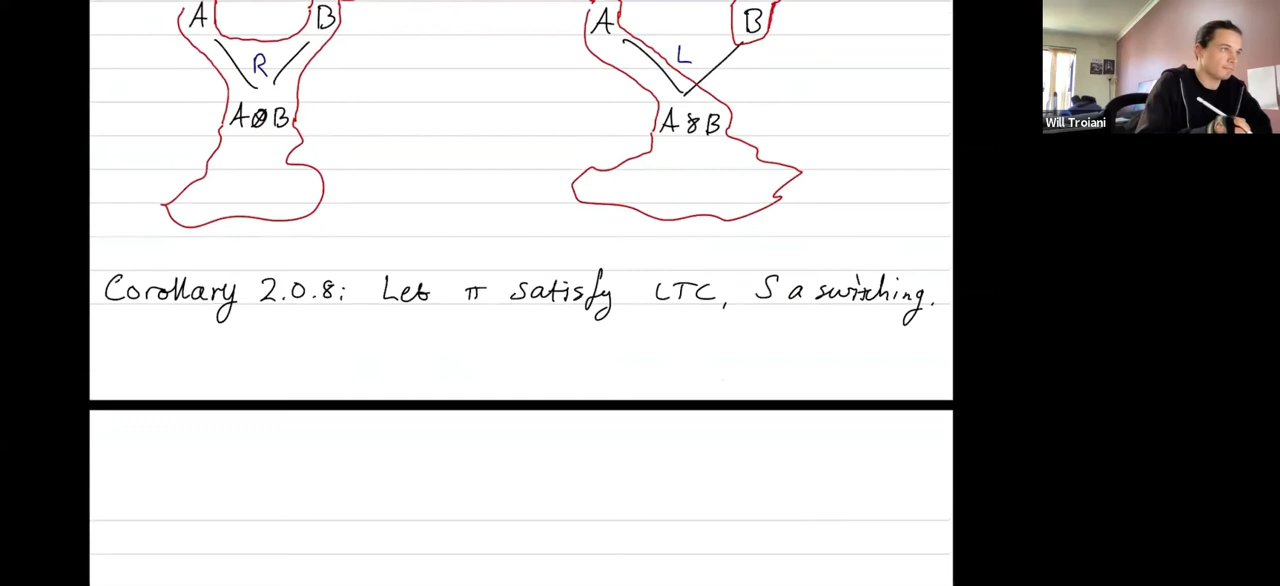 A B A B
R L
A⊗B A⅋B
Corollary 2.0.8: Let π satisfy LTC, S a switching.
Will Troiani